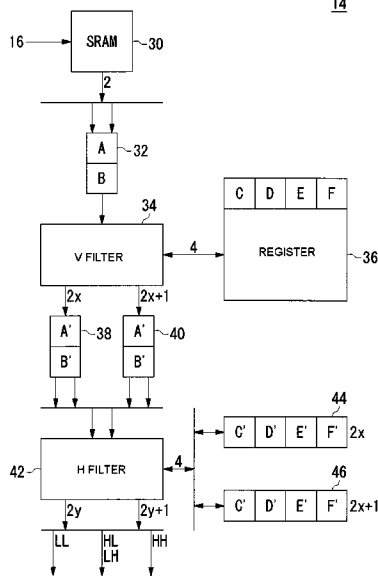 14
16
SRAM
30
2
A
32
B
34
C D E F
V FILTER
4
REGISTER
36
2x
2x+1
A'
38
A'
40
B'
B'
44
C' D' E' F'
2x
42
H FILTER
4
46
2y
2y+1
C' D' E' F'
2x+1
LL
HL
HH
LH